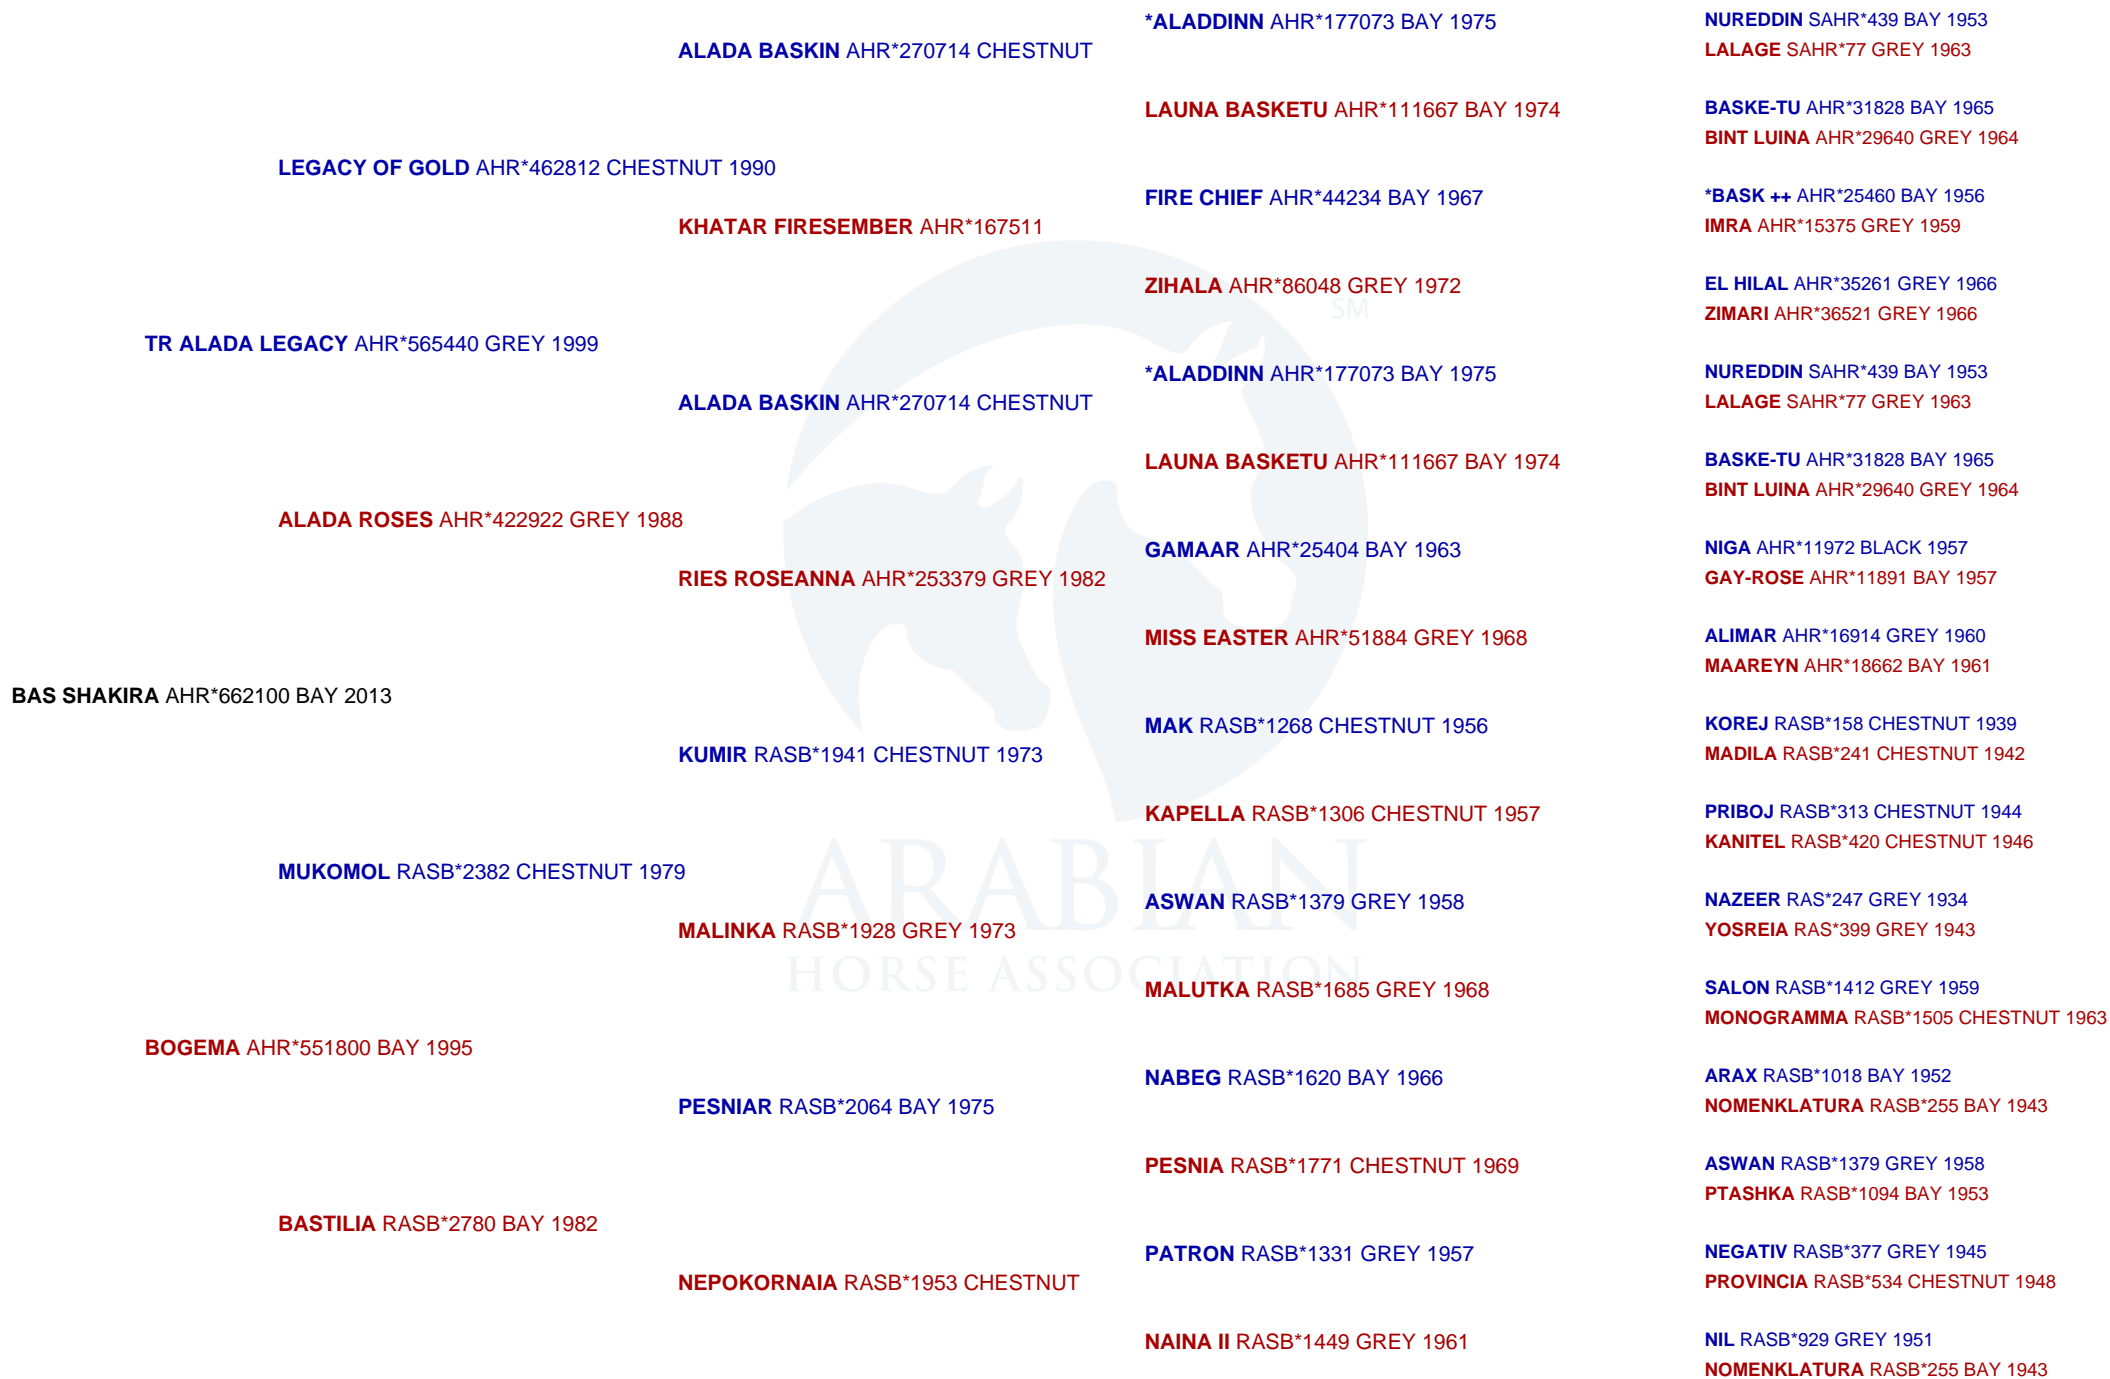 *ALADDINN AHR*177073 BAY 1975
NUREDDIN SAHR*439 BAY 1953
ALADA BASKIN AHR*270714 CHESTNUT
LALAGE SAHR*77 GREY 1963
LAUNA BASKETU AHR*111667 BAY 1974
BASKE-TU AHR*31828 BAY 1965
BINT LUINA AHR*29640 GREY 1964
LEGACY OF GOLD AHR*462812 CHESTNUT 1990
FIRE CHIEF AHR*44234 BAY 1967
*BASK ++ AHR*25460 BAY 1956
KHATAR FIRESEMBER AHR*167511
IMRA AHR*15375 GREY 1959
ZIHALA AHR*86048 GREY 1972
EL HILAL AHR*35261 GREY 1966
SM
ZIMARI AHR*36521 GREY 1966
TR ALADA LEGACY AHR*565440 GREY 1999
*ALADDINN AHR*177073 BAY 1975
NUREDDIN SAHR*439 BAY 1953
ALADA BASKIN AHR*270714 CHESTNUT
LALAGE SAHR*77 GREY 1963
LAUNA BASKETU AHR*111667 BAY 1974
BASKE-TU AHR*31828 BAY 1965
BINT LUINA AHR*29640 GREY 1964
ALADA ROSES AHR*422922 GREY 1988
GAMAAR AHR*25404 BAY 1963
NIGA AHR*11972 BLACK 1957
RIES ROSEANNA AHR*253379 GREY 1982
GAY-ROSE AHR*11891 BAY 1957
MISS EASTER AHR*51884 GREY 1968
ALIMAR AHR*16914 GREY 1960
MAAREYN AHR*18662 BAY 1961
BAS SHAKIRA AHR*662100 BAY 2013
MAK RASB*1268 CHESTNUT 1956
KOREJ RASB*158 CHESTNUT 1939
KUMIR RASB*1941 CHESTNUT 1973
MADILA RASB*241 CHESTNUT 1942
KAPELLA RASB*1306 CHESTNUT 1957
PRIBOJ RASB*313 CHESTNUT 1944
KANITEL RASB*420 CHESTNUT 1946
MUKOMOL RASB*2382 CHESTNUT 1979
ARABIAN
ASWAN RASB*1379 GREY 1958
NAZEER RAS*247 GREY 1934
MALINKA RASB*1928 GREY 1973
YOSREIA RAS*399 GREY 1943
HORSE ASSOCIATION
MALUTKA RASB*1685 GREY 1968
SALON RASB*1412 GREY 1959
MONOGRAMMA RASB*1505 CHESTNUT 1963
BOGEMA AHR*551800 BAY 1995
NABEG RASB*1620 BAY 1966
ARAX RASB*1018 BAY 1952
PESNIAR RASB*2064 BAY 1975
NOMENKLATURA RASB*255 BAY 1943
PESNIA RASB*1771 CHESTNUT 1969
ASWAN RASB*1379 GREY 1958
PTASHKA RASB*1094 BAY 1953
BASTILIA RASB*2780 BAY 1982
PATRON RASB*1331 GREY 1957
NEGATIV RASB*377 GREY 1945
NEPOKORNAIA RASB*1953 CHESTNUT
PROVINCIA RASB*534 CHESTNUT 1948
NAINA II RASB*1449 GREY 1961
NIL RASB*929 GREY 1951
NOMENKLATURA RASB*255 BAY 1943